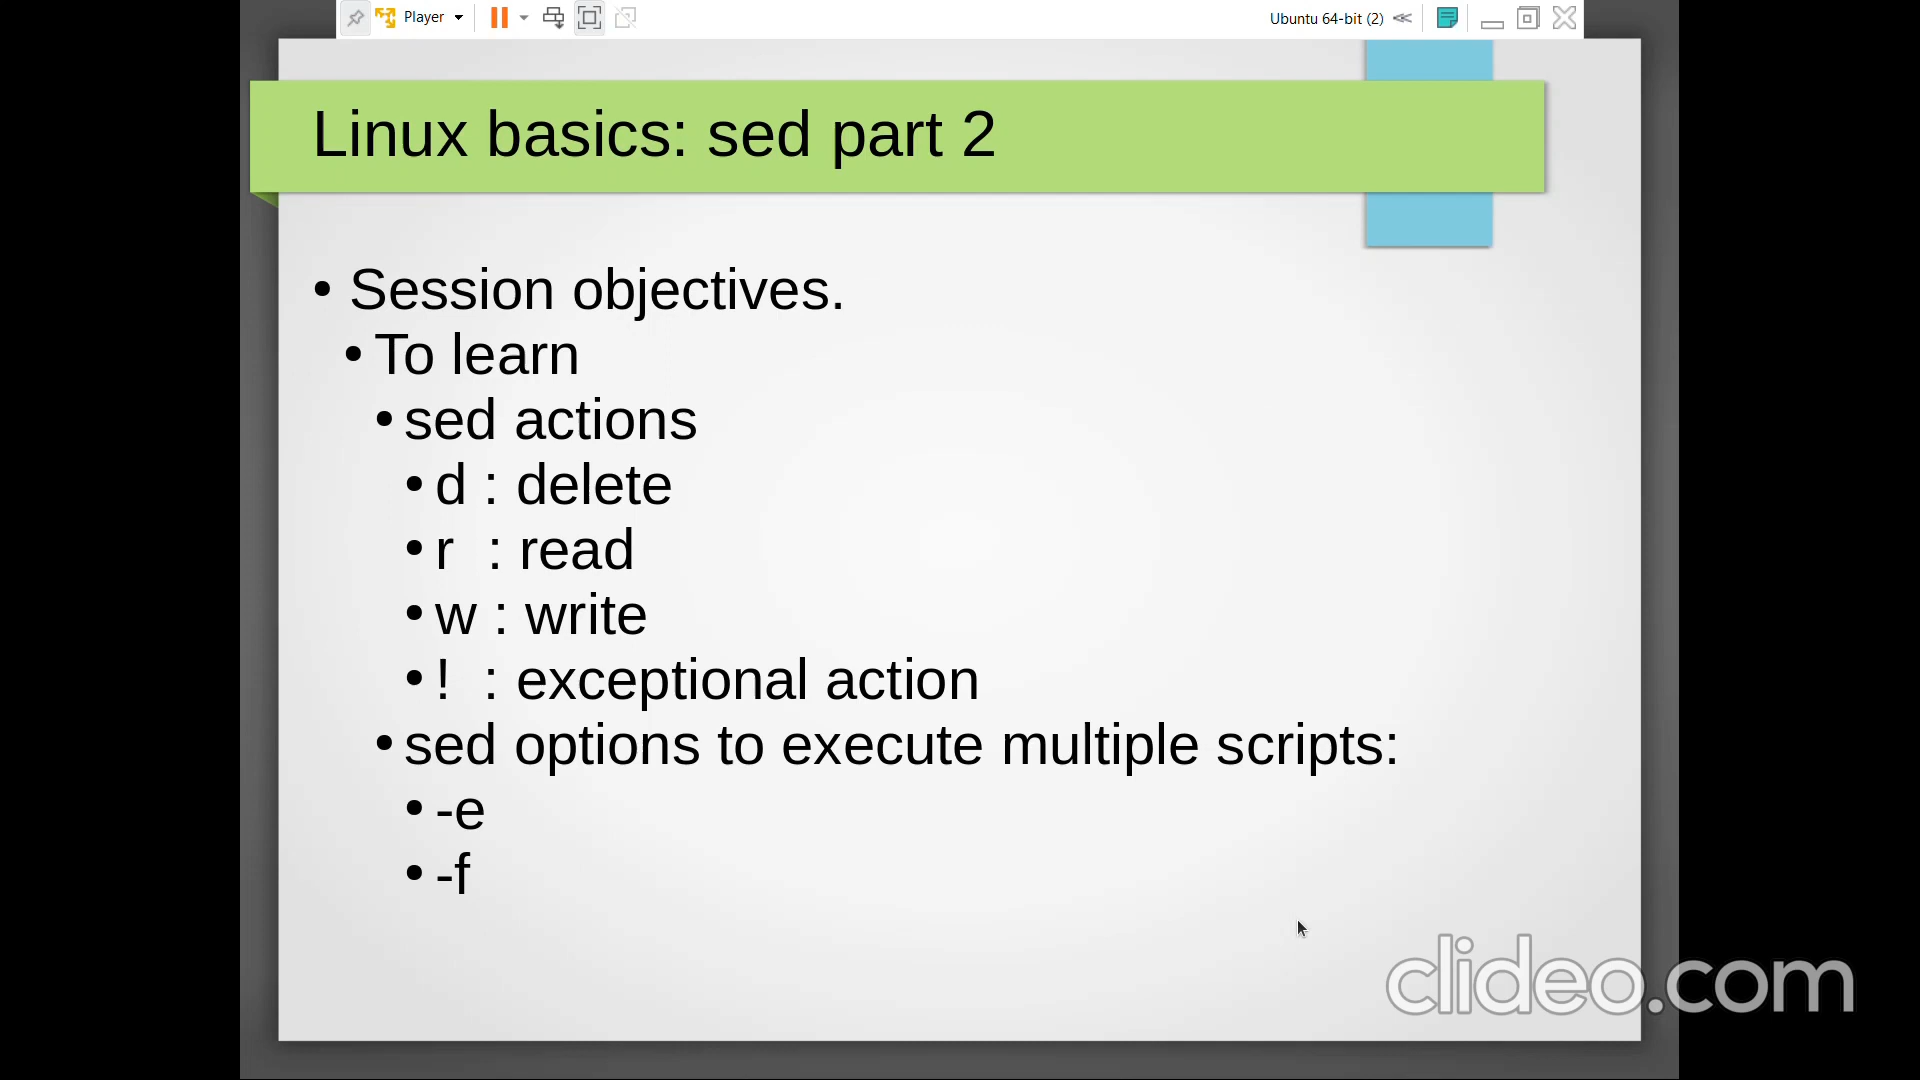 Player
Ubuntu 64-bit (2)
Linux basics: sed part 2
• Session objectives.
• To learn
• sed actions
• d : delete
• r : read
• w : write
• ! : exceptional action
• sed options to execute multiple scripts:
• -e
• -f
clideo.com